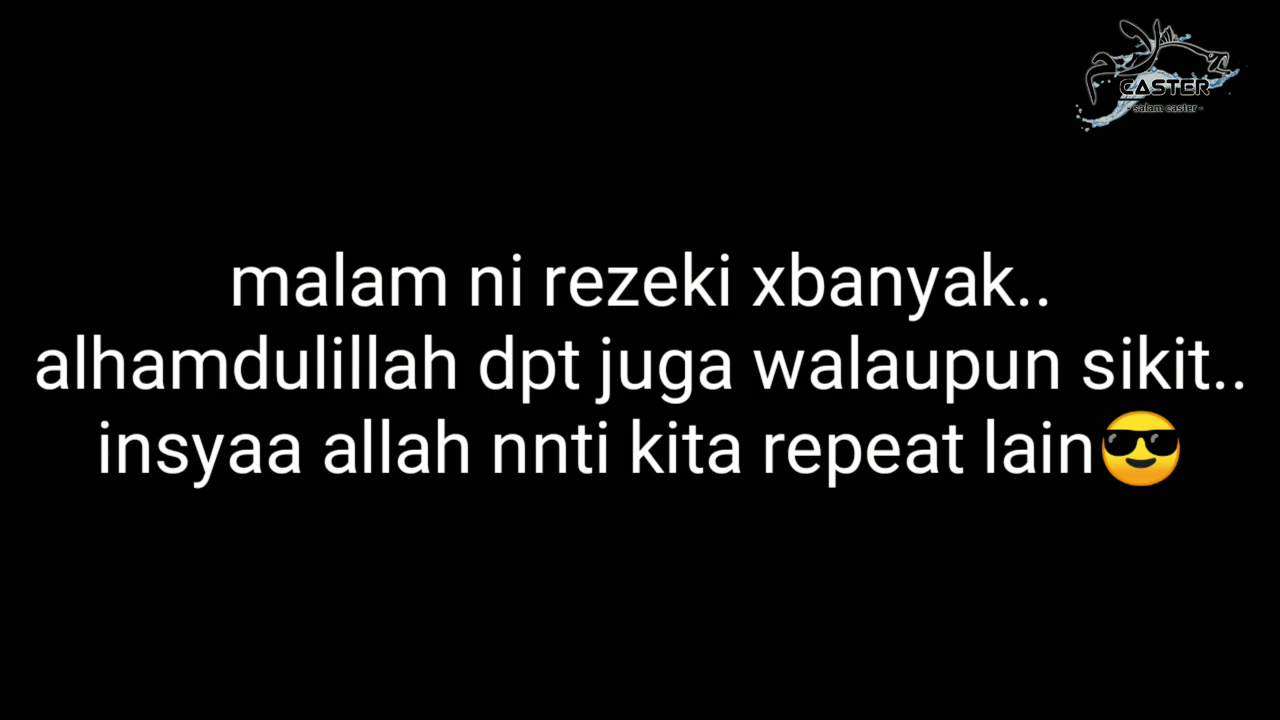 CASTER
- salam caster -
malam ni rezeki xbanyak..
alhamdulillah dpt juga walaupun sikit..
insyaa allah nnti kita repeat lain😎